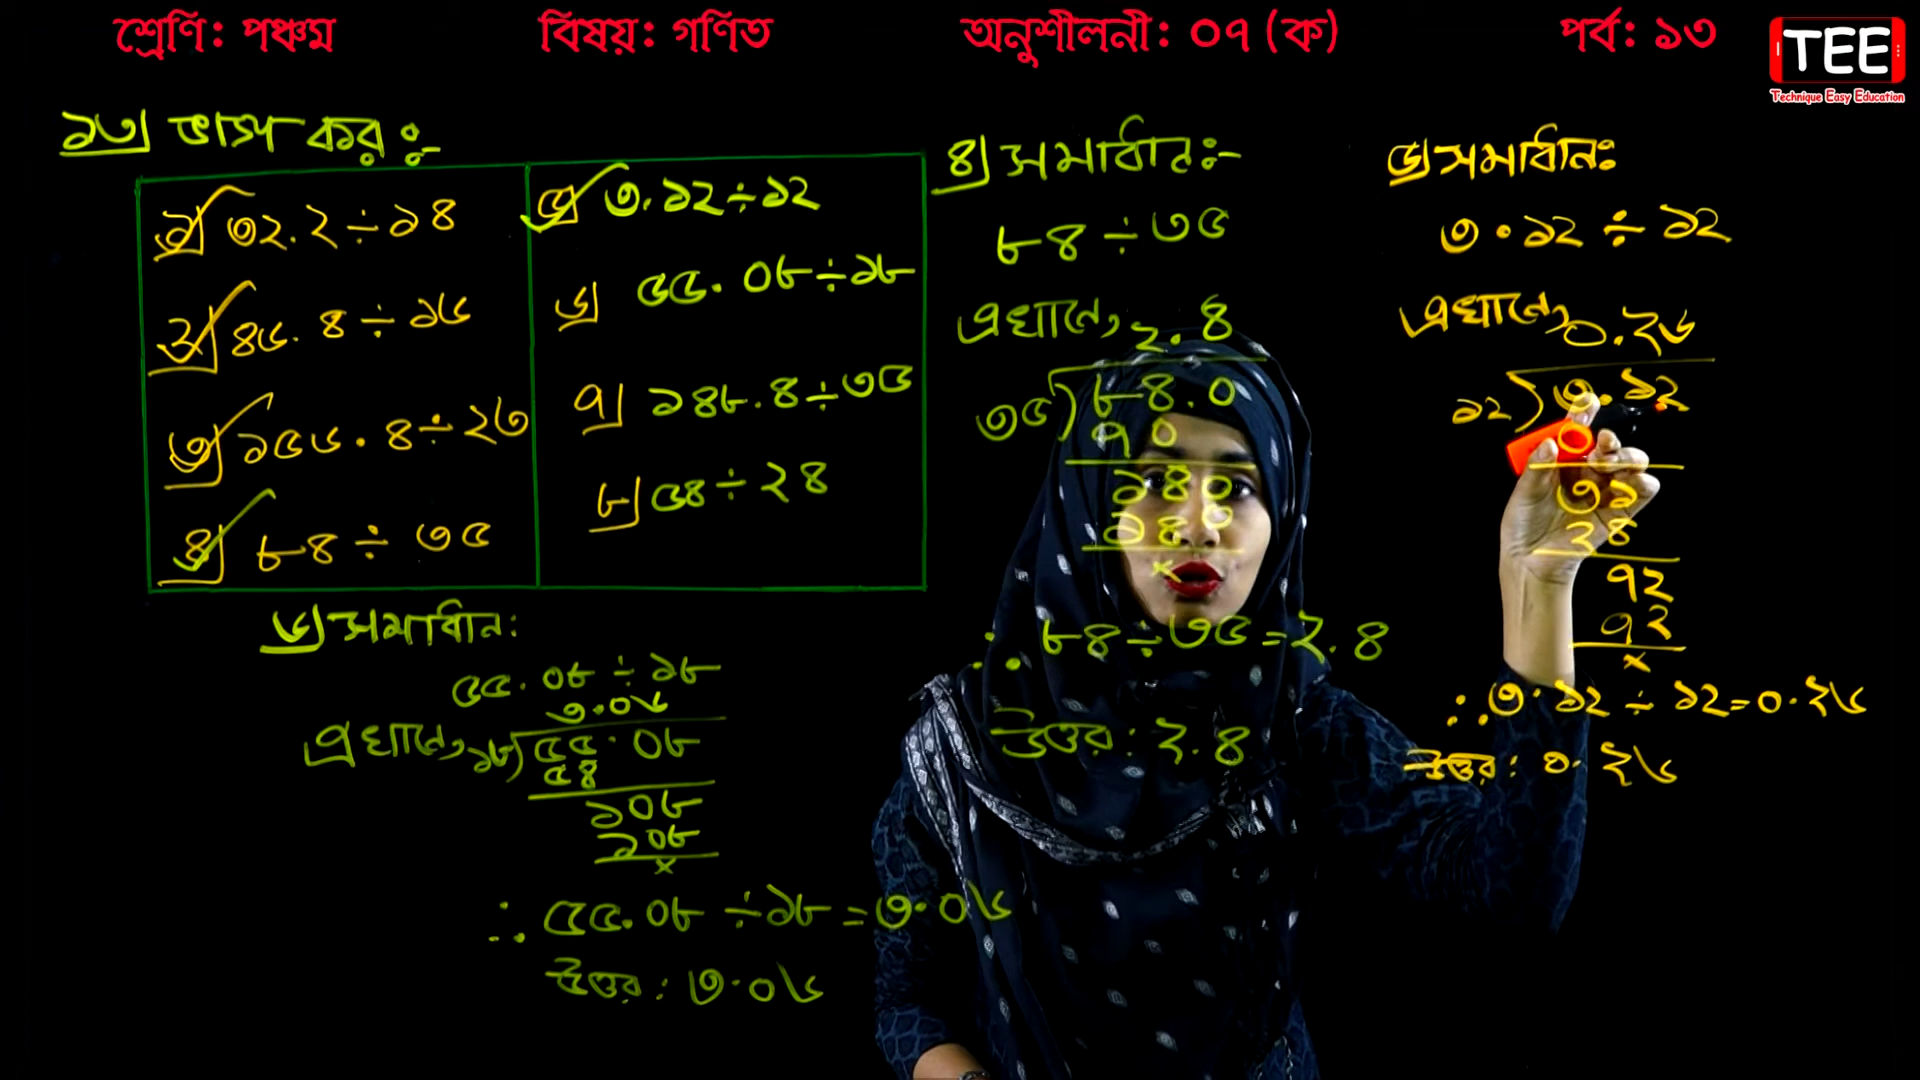 শ্রেণি: পঞ্চম বিষয়: গণিত অনুশীলনী: ০৭ (ক) পর্ব: ১৩
TEE
Technique Easy Education
১৩) ভাগ কর :-
১) ৩২.২ ÷ ১৪
২) ৪৫.৪ ÷ ১৬
৩) ১৫৬.৪ ÷ ২৩
৪) ৮৪ ÷ ৩৫
৫) ৩.১২ ÷ ১২
৬) ৫৫.০৮ ÷ ১৮
৭) ১৪৮.৪ ÷ ৩৫
৮) ৫৪ ÷ ২৪
৬) সমাধান:
৫৫.০৮ ÷ ১৮
৩.০৬
এখানে, ১৮) ৫৫.০৮
৫৪
১০৮
১০৮
×
∴ ৫৫.০৮ ÷ ১৮ = ৩.০৬
উত্তর: ৩.০৬
৪) সমাধান:-
৮৪ ÷ ৩৫
এখানে, ২.৪
৩৫) ৮৪.০
৭০
১৪০
১৪০
×
∴ ৮৪ ÷ ৩৫ = ২.৪
উত্তর: ২.৪
৫) সমাধান:
৩.১২ ÷ ১২
এখানে, ০.২৬
১২) ৩.১২
৩১
২৪
৭২
৭২
×
∴ ৩.১২ ÷ ১২ = ০.২৬
উত্তর: ০.২৬